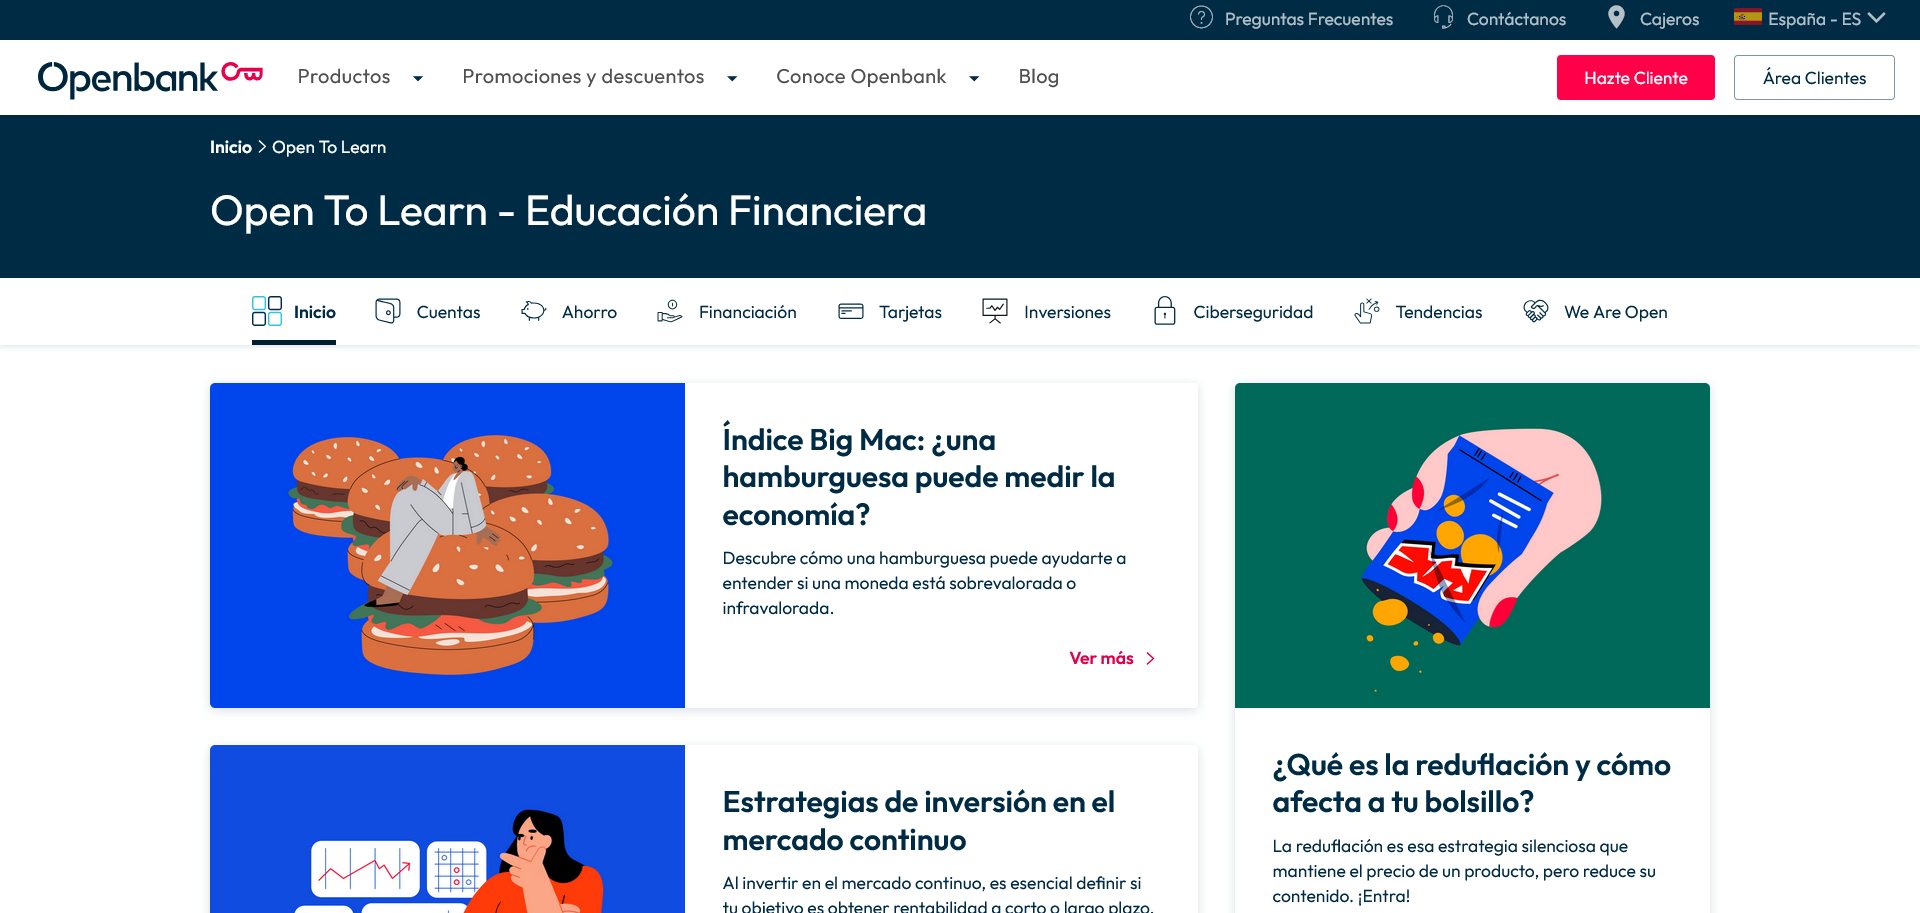 Preguntas Frecuentes
Contáctanos
Cajeros
España - ES
Openbank
Productos
Promociones y descuentos
Conoce Openbank
Blog
Hazte Cliente
Área Clientes
Inicio > Open To Learn
Open To Learn - Educación Financiera
Inicio
Cuentas
Ahorro
Financiación
Tarjetas
Inversiones
Ciberseguridad
Tendencias
We Are Open
Índice Big Mac: ¿una
hamburguesa puede medir la
economía?
Descubre cómo una hamburguesa puede ayudarte a
entender si una moneda está sobrevalorada o
infravalorada.
Ver más
Estrategias de inversión en el
mercado continuo
Al invertir en el mercado continuo, es esencial definir si
tu objetivo es obtener rentabilidad a corto o largo plazo.
¿Qué es la reduflación y cómo
afecta a tu bolsillo?
La reduflación es esa estrategia silenciosa que
mantiene el precio de un producto, pero reduce su
contenido. ¡Entra!